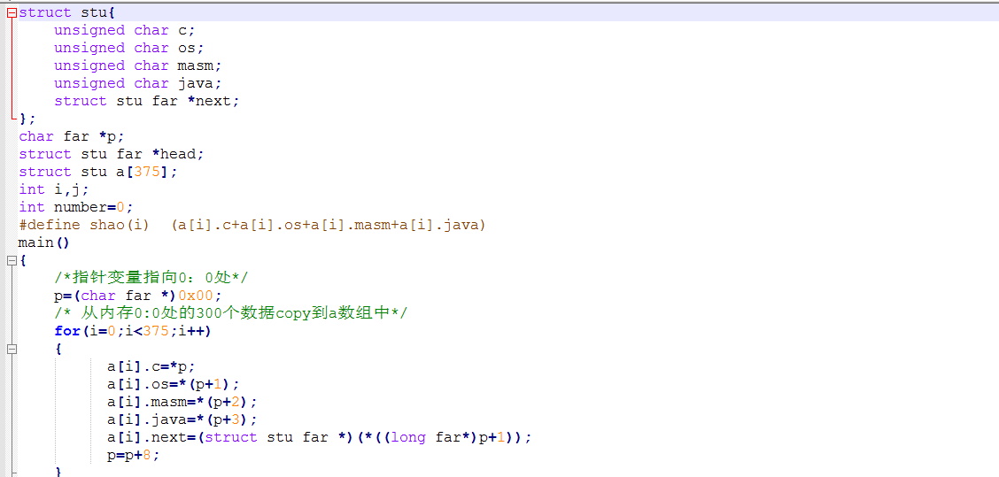 struct stu{
    unsigned char c;
    unsigned char os;
    unsigned char masm;
    unsigned char java;
    struct stu far *next;
};
char far *p;
struct stu far *head;
struct stu a[375];
int i,j;
int number=0;
#define shao(i)  (a[i].c+a[i].os+a[i].masm+a[i].java)
main()
{
    /*指针变量指向0：0处*/
    p=(char far *)0x00;
    /* 从内存0:0处的300个数据copy到a数组中*/
    for(i=0;i<375;i++)
    {
          a[i].c=*p;
          a[i].os=*(p+1);
          a[i].masm=*(p+2);
          a[i].java=*(p+3);
          a[i].next=(struct stu far *)(*((long far*)p+1));
          p=p+8;
    }